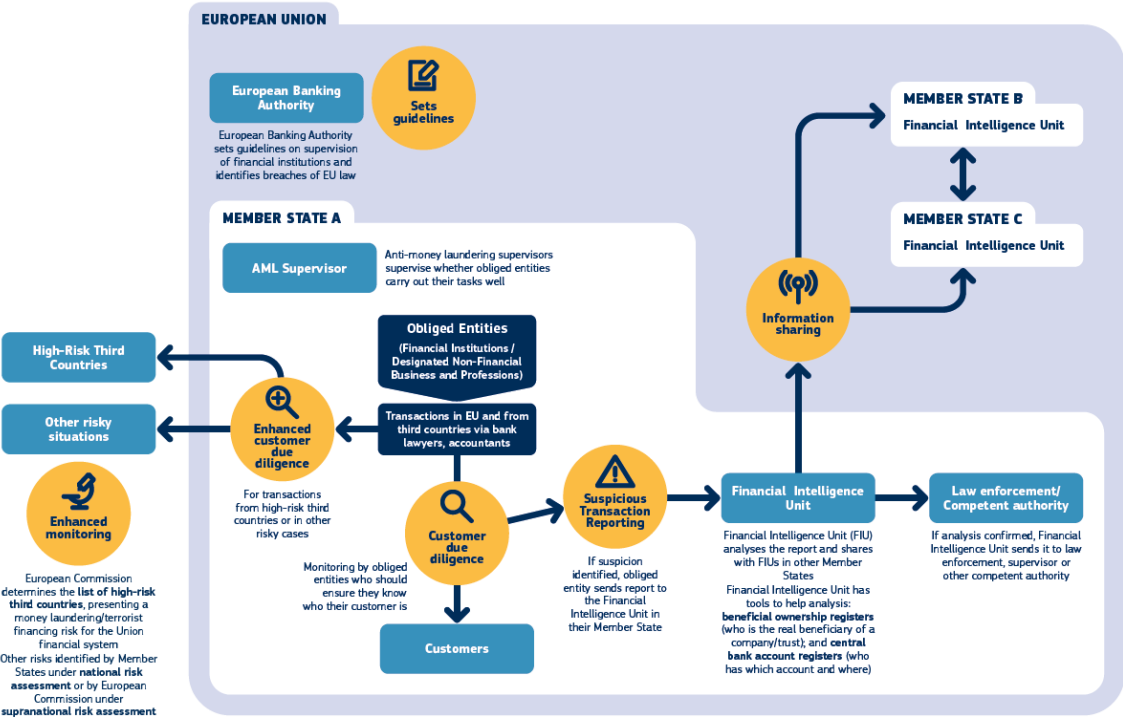 EUROPEAN UNION
European Banking
Authority
Sets
guidelines
European Banking Authority
sets guidelines on supervision
of financial institutions and
identifies breaches of EU law
MEMBER STATE B
Financial Intelligence Unit
MEMBER STATE C
Financial Intelligence Unit
Information
sharing
MEMBER STATE A
AML Supervisor
Anti-money laundering supervisors
supervise whether obliged entities
carry out their tasks well
Obliged Entities
(Financial Institutions /
Designated Non-Financial
Business and Professions)
Transactions in EU and from
third countries via bank
lawyers, accountants
High-Risk Third
Countries
Other risky
situations
Enhanced
customer
due
diligence
For transactions
from high-risk third
countries or in other
risky cases
Enhanced
monitoring
European Commission
determines the list of high-risk
third countries, presenting a
money laundering/terrorist
financing risk for the Union
financial system
Other risks identified by Member
States under national risk
assessment or by European
Commission under
supranational risk assessment
Customer
due
diligence
Monitoring by obliged
entities who should
ensure they know
who their customer is
Customers
Suspicious
Transaction
Reporting
If suspicion
identified, obliged
entity sends report to
the Financial
Intelligence Unit in
their Member State
Financial Intelligence
Unit
Financial Intelligence Unit (FIU)
analyses the report and shares
with FIUs in other Member
States
Financial Intelligence Unit has
tools to help analysis:
beneficial ownership registers
(who is the real beneficiary of a
company/trust); and central
bank account registers (who
has which account and where)
Law enforcement/
Competent authority
If analysis confirmed, Financial
Intelligence Unit sends it to law
enforcement, supervisor or
other competent authority